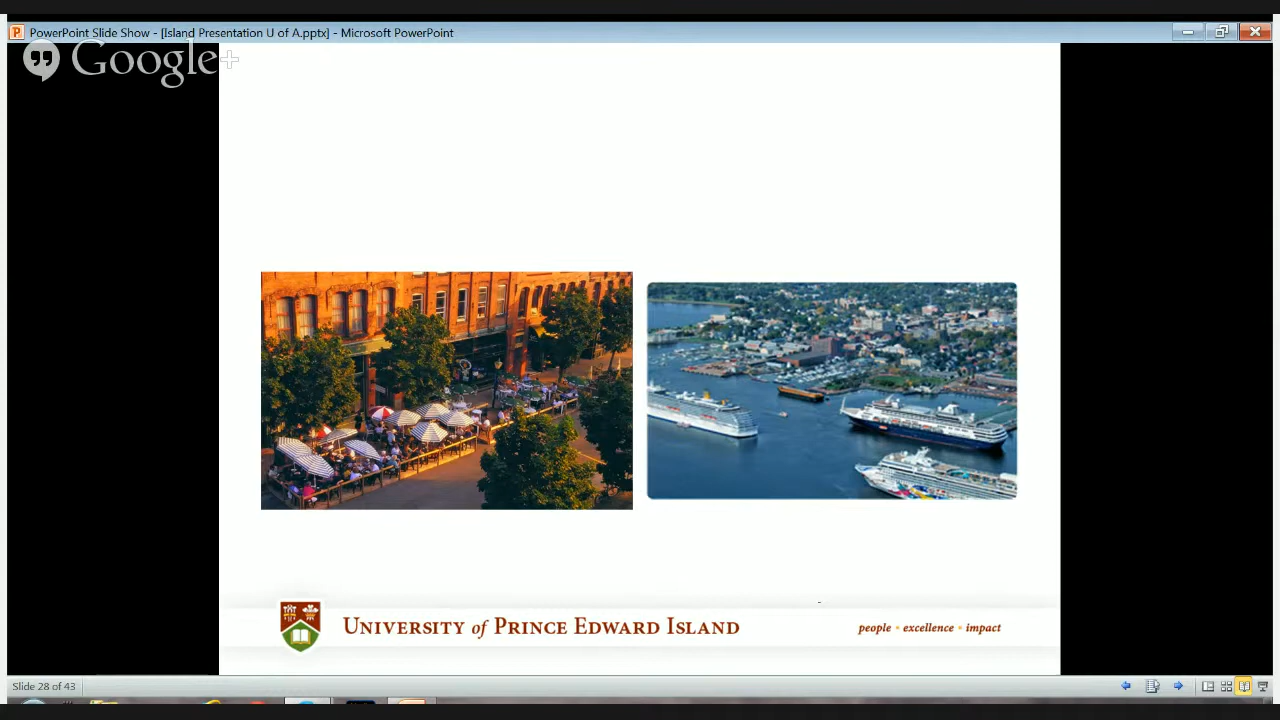 PowerPoint Slide Show - [Island Presentation U of A.pptx] - Microsoft PowerPoint
Google+
UNIVERSITY of PRINCE EDWARD ISLAND
people • excellence • impact
Slide 28 of 43